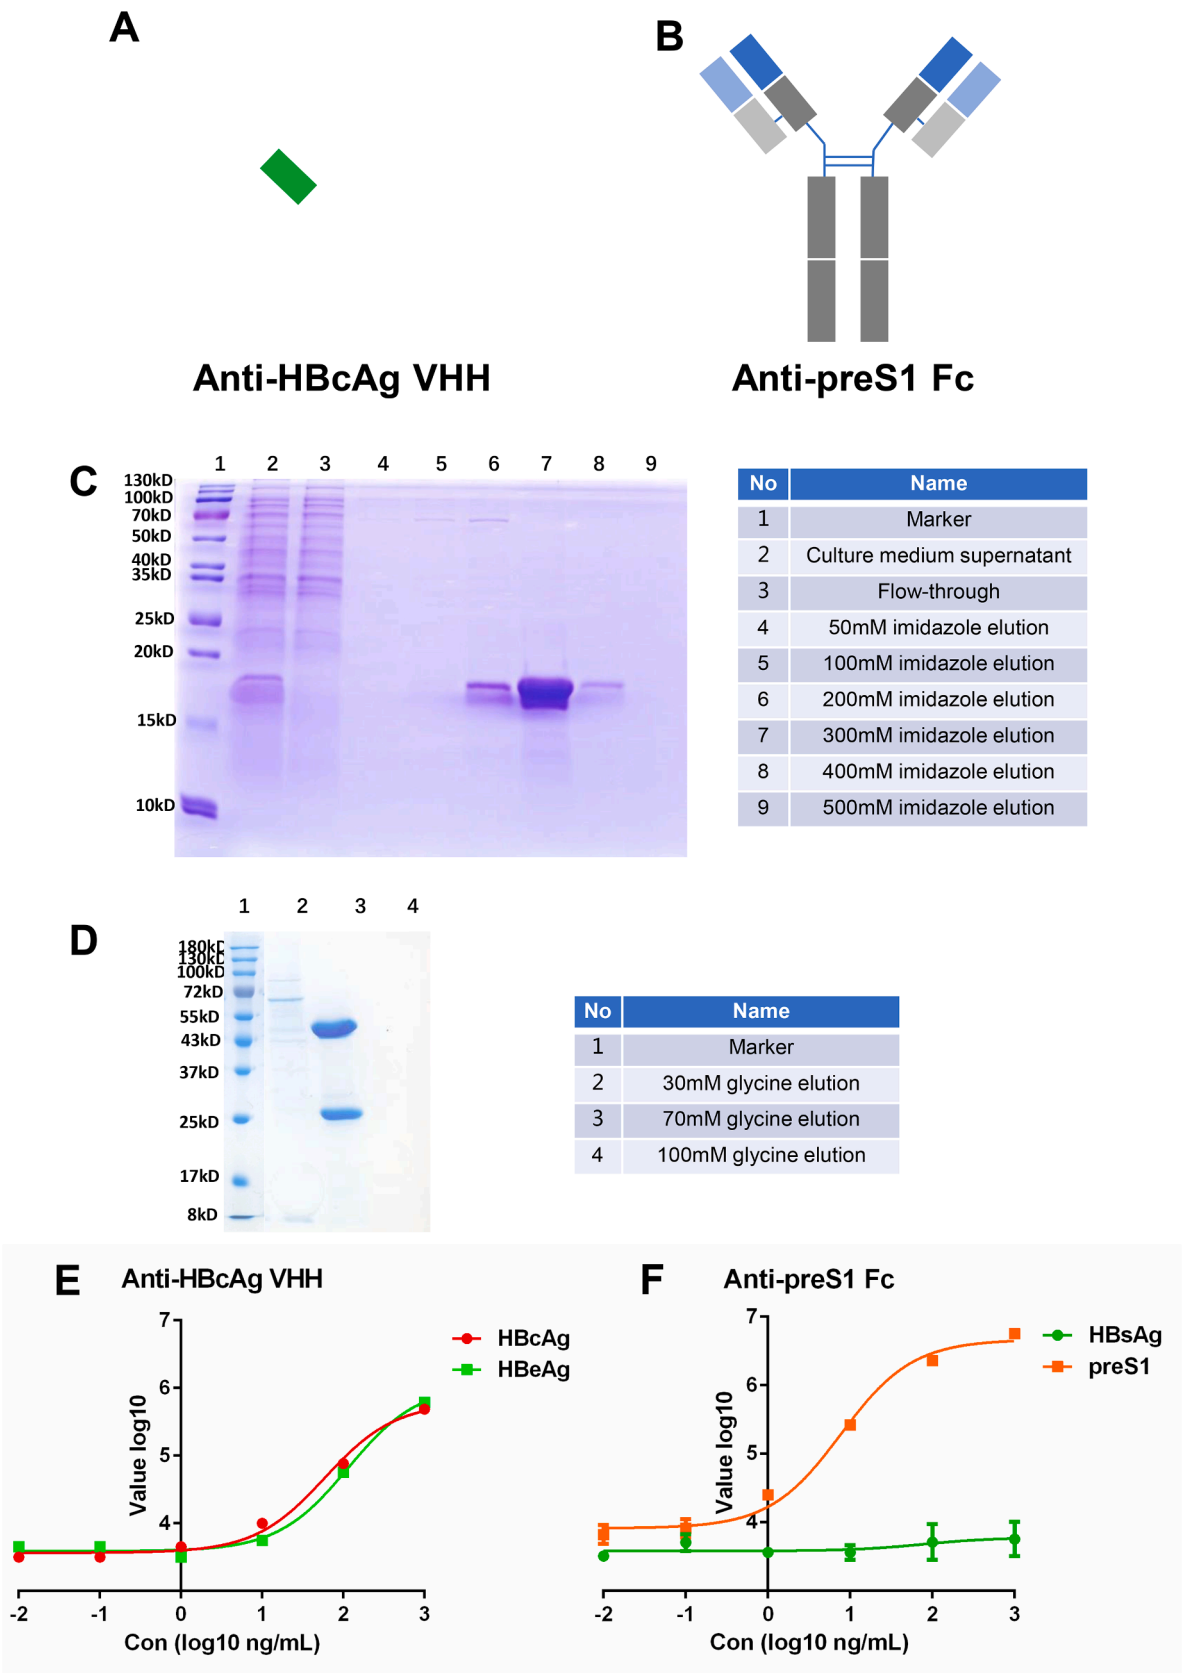 A
B
Anti-HBcAg VHH
Anti-preS1 Fc
C
1 2 3 4 5 6 7 8 9
130kD
100kD
70kD
50kD
40kD
35kD
25kD
20kD
15kD
10kD
No Name
1 Marker
2 Culture medium supernatant
3 Flow-through
4 50mM imidazole elution
5 100mM imidazole elution
6 200mM imidazole elution
7 300mM imidazole elution
8 400mM imidazole elution
9 500mM imidazole elution
D
1 2 3 4
180kD
130kD
100kD
72kD
55kD
43kD
37kD
25kD
17kD
8kD
No Name
1 Marker
2 30mM glycine elution
3 70mM glycine elution
4 100mM glycine elution
E
Anti-HBcAg VHH
7
6
5
4
Value log10
HBcAg
HBeAg
-2 -1 0 1 2 3
Con (log10 ng/mL)
F
Anti-preS1 Fc
7
6
5
4
Value log10
HBsAg
preS1
-2 -1 0 1 2 3
Con (log10 ng/mL)